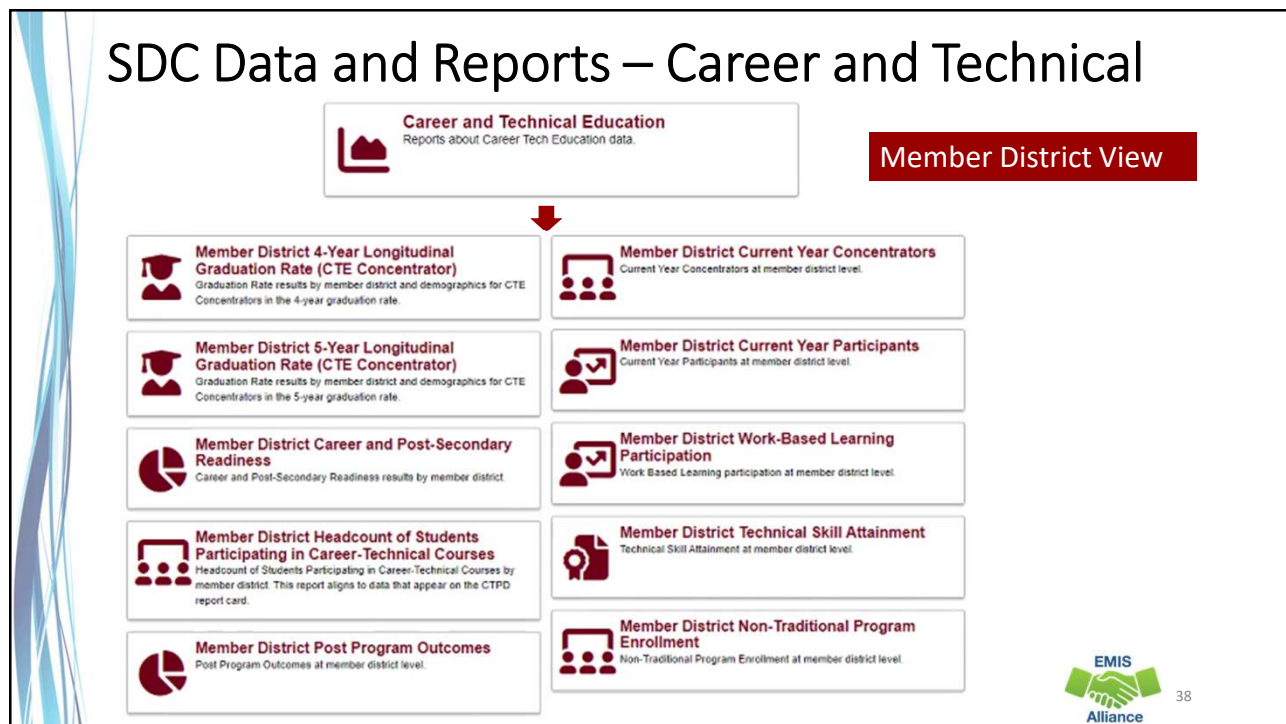 SDC Data and Reports – Career and Technical
Career and Technical Education
Reports about Career Tech Education data.
Member District View
Member District 4-Year Longitudinal
Graduation Rate (CTE Concentrator)
Graduation Rate results by member district and demographics for CTE
Concentrators in the 4-year graduation rate.
Member District 5-Year Longitudinal
Graduation Rate (CTE Concentrator)
Graduation Rate results by member district and demographics for CTE
Concentrators in the 5-year graduation rate.
Member District Career and Post-Secondary
Readiness
Career and Post-Secondary Readiness results by member district.
Member District Headcount of Students
Participating in Career-Technical Courses
Headcount of Students Participating in Career-Technical Courses by
member district. This report aligns to data that appear on the CTPD
report card.
Member District Post Program Outcomes
Post Program Outcomes at member district level.
Member District Current Year Concentrators
Current Year Concentrators at member district level.
Member District Current Year Participants
Current Year Participants at member district level.
Member District Work-Based Learning
Participation
Work Based Learning participation at member district level.
Member District Technical Skill Attainment
Technical Skill Attainment at member district level.
Member District Non-Traditional Program
Enrollment
Non-Traditional Program Enrollment at member district level.
EMIS
Alliance
38